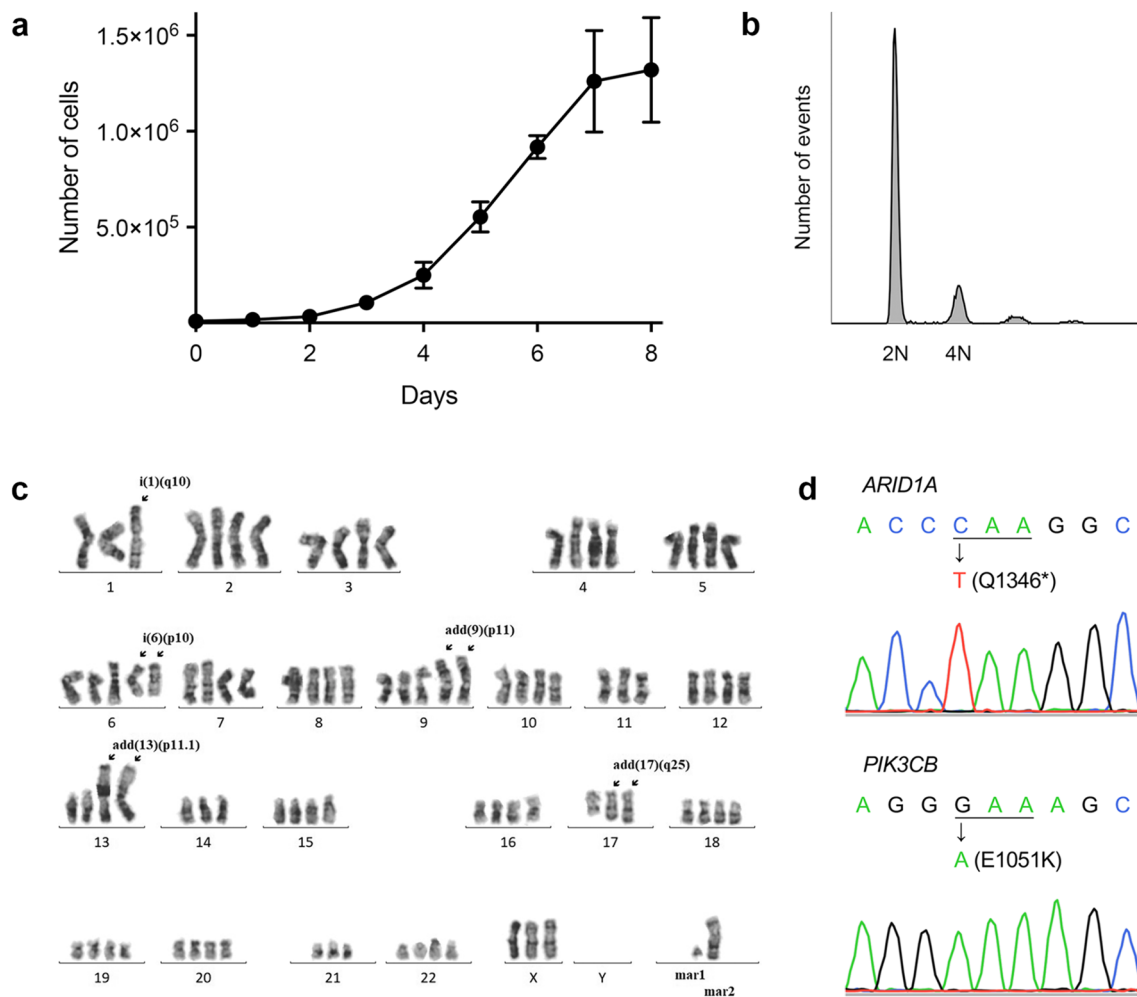 a
1.5×10⁶
1.0×10⁶
5.0×10⁵
Number of cells
0 2 4 6 8
Days
b
Number of events
2N 4N
c
i(1)(q10)
1 2 3 4 5
i(6)(p10) add(9)(p11)
6 7 8 9 10 11 12
add(13)(p11.1) add(17)(q25)
13 14 15 16 17 18
19 20 21 22 X Y mar1
mar2
d
ARID1A
A C C C A A G G C
T (Q1346*)
PIK3CB
A G G G A A A G C
A (E1051K)